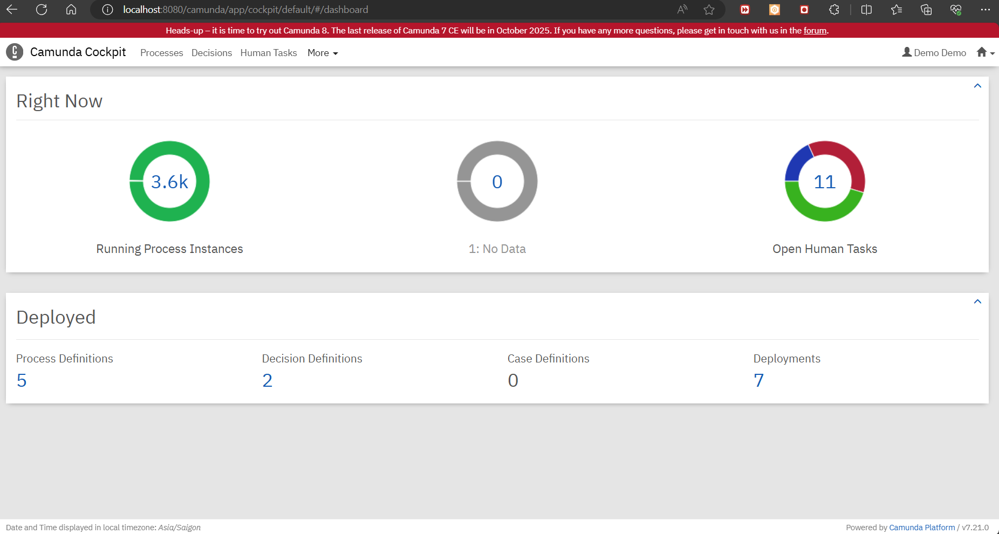 localhost:8080/camunda/app/cockpit/default/#/dashboard
Heads-up – it is time to try out Camunda 8. The last release of Camunda 7 CE will be in October 2025. If you have any more questions, please get in touch with us in the forum.
Camunda Cockpit Processes Decisions Human Tasks More Demo Demo
Right Now
3.6k 0 11
Running Process Instances 1: No Data Open Human Tasks
Deployed
Process Definitions Decision Definitions Case Definitions Deployments
5 2 0 7
Date and Time displayed in local timezone: Asia/Saigon Powered by Camunda Platform / v7.21.0